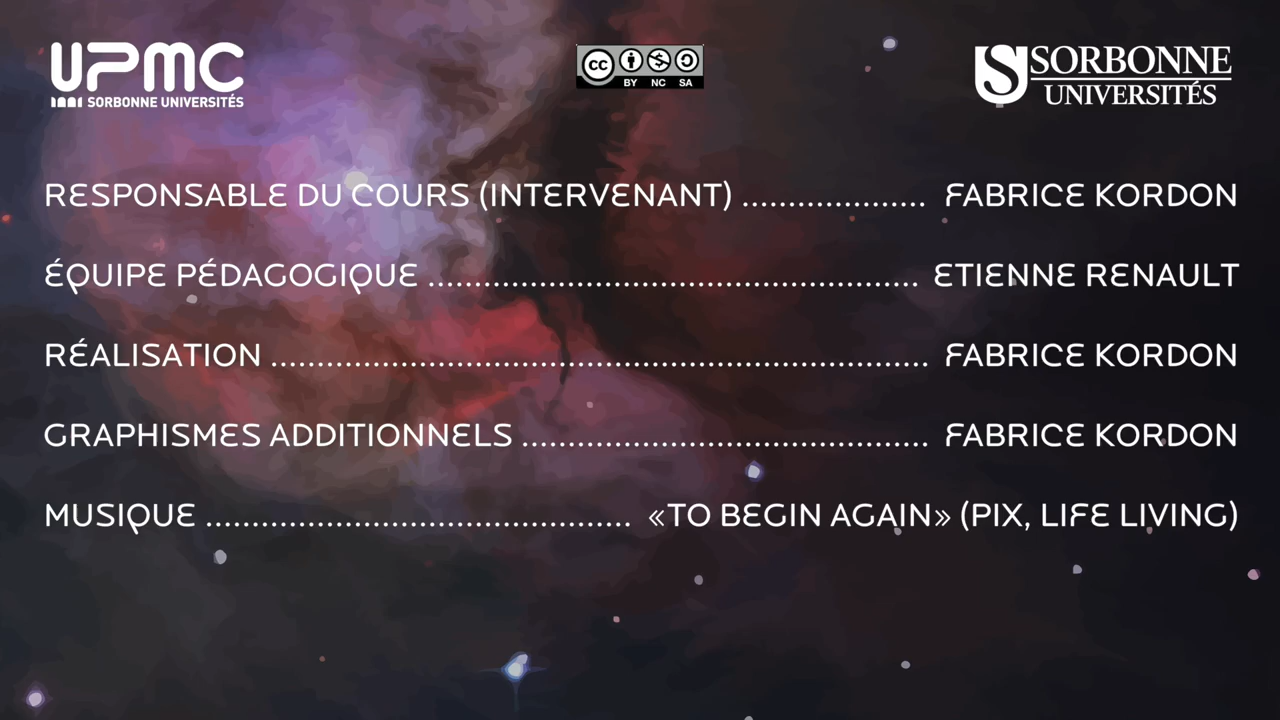 UPMC
SORBONNE UNIVERSITÉS
cc BY NC SA
SORBONNE
UNIVERSITÉS
RESPONSABLE DU COURS (INTERVENANT) .................... FABRICE KORDON
ÉQUIPE PÉDAGOGIQUE .................................................... ETIENNE RENAULT
RÉALISATION ...................................................................... FABRICE KORDON
GRAPHISMES ADDITIONNELS ........................................... FABRICE KORDON
MUSIQUE ............................................. «TO BEGIN AGAIN» (PIX, LIFE LIVING)